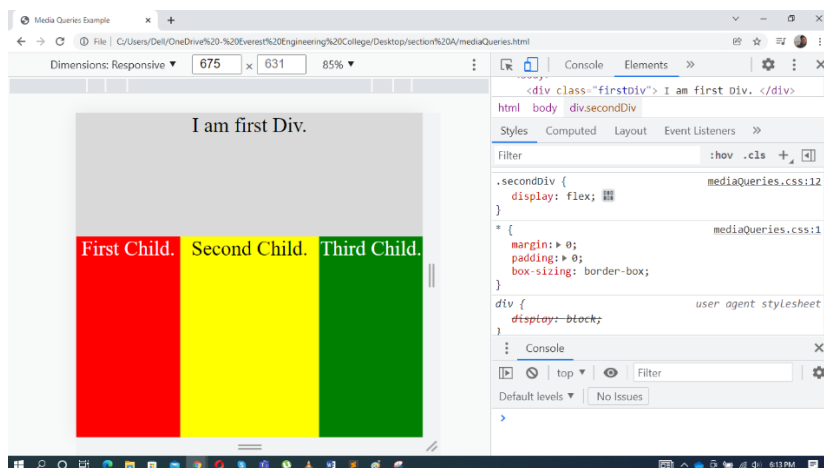 Media Queries Example
File | C:/Users/Dell/OneDrive%20-%20Everest%20Engineering%20College/Desktop/section%20A/mediaQueries.html
Dimensions: Responsive ▼ 675 x 631 85% ▼
I am first Div.
First Child. Second Child. Third Child.
Console Elements »
<div class="firstDiv"> I am first Div. </div>
html body div.secondDiv
Styles Computed Layout Event Listeners »
Filter :hov .cls +
.secondDiv { mediaQueries.css:12
display: flex;
}
* { mediaQueries.css:1
margin:▶ 0;
padding:▶ 0;
box-sizing: border-box;
}
div { user agent stylesheet
display: block;
}
Console
top ▼ Filter
Default levels ▼ No Issues
>
6:13 PM